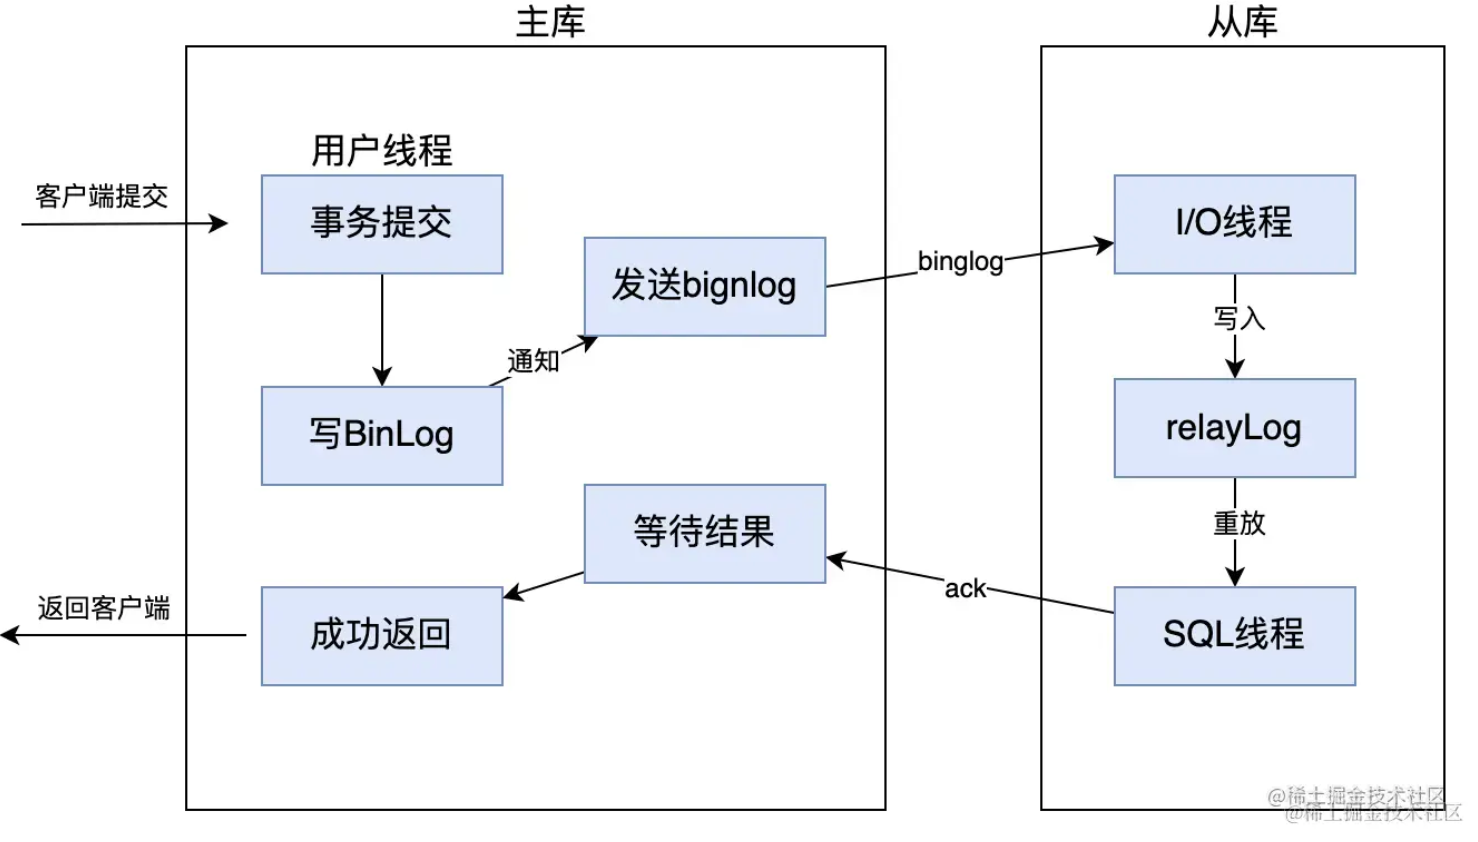 主库
从库
用户线程
客户端提交
事务提交
发送bignlog
binglog
I/O线程
写入
通知
写BinLog
relayLog
重放
等待结果
ack
返回客户端
成功返回
SQL线程
@稀土掘金技术社区
@稀土掘金技术社区